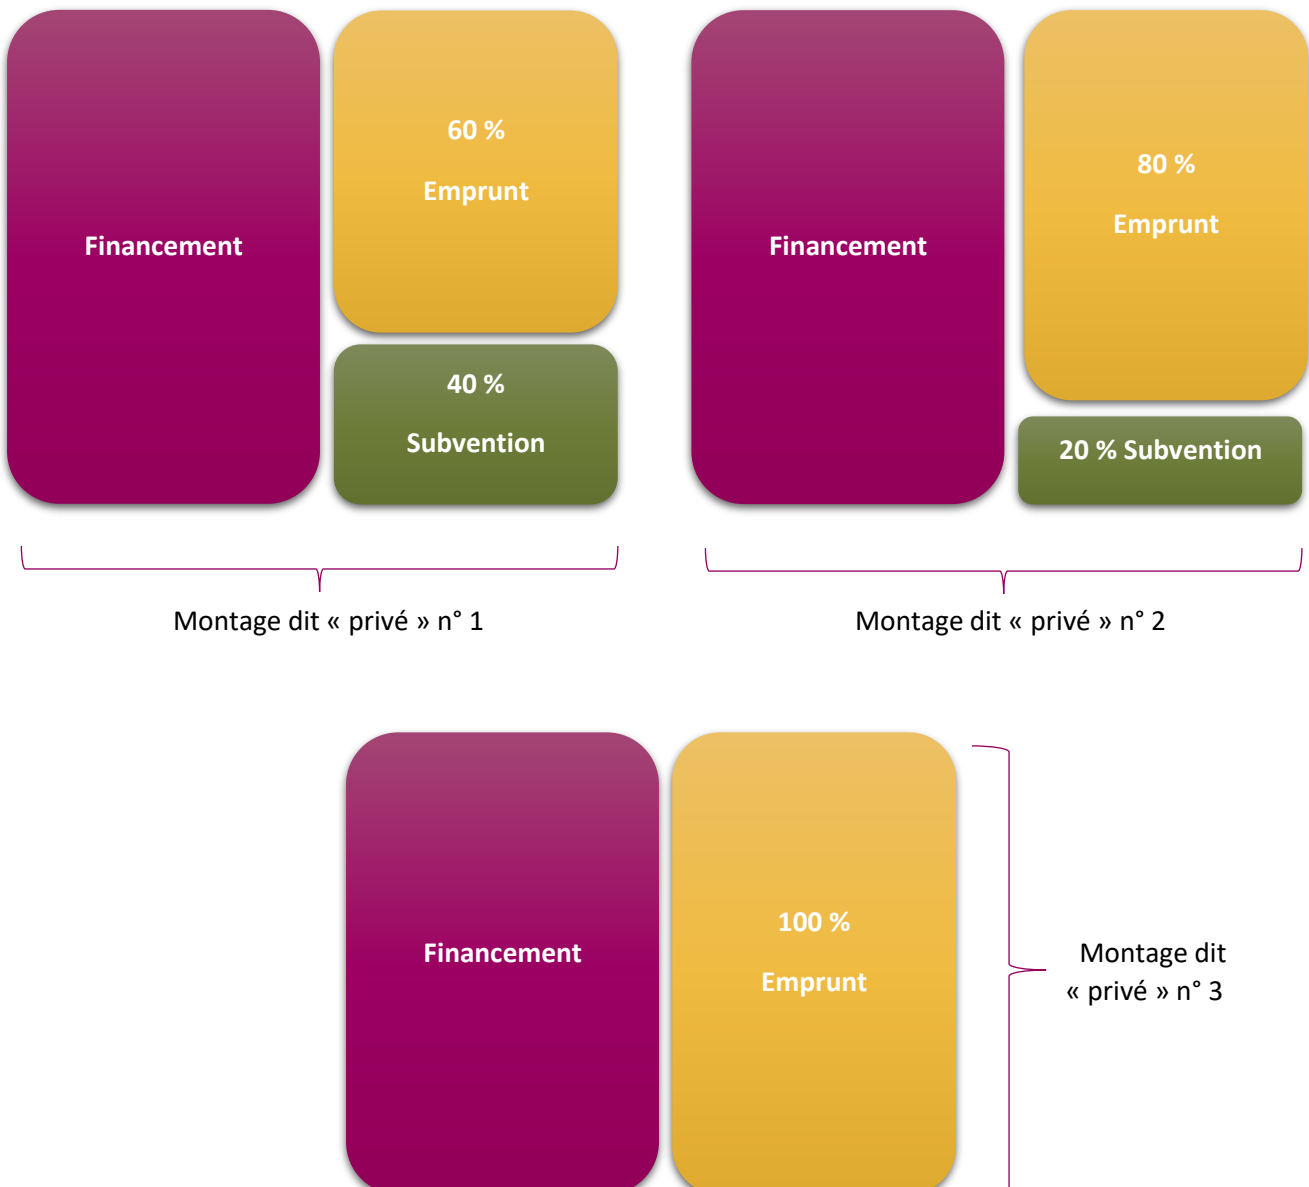 Financement
60 %
Emprunt
40 %
Subvention
Montage dit « privé » n° 1
Financement
80 %
Emprunt
20 % Subvention
Montage dit « privé » n° 2
Financement
100 %
Emprunt
Montage dit
« privé » n° 3